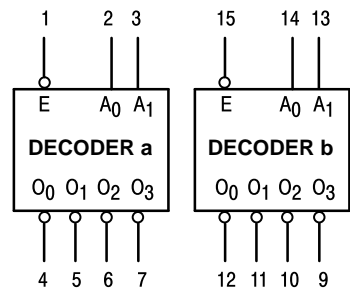 1 2 3 15 14 13
E A0 A1 E A0 A1
DECODER a DECODER b
O0 O1 O2 O3 O0 O1 O2 O3
4 5 6 7 12 11 10 9